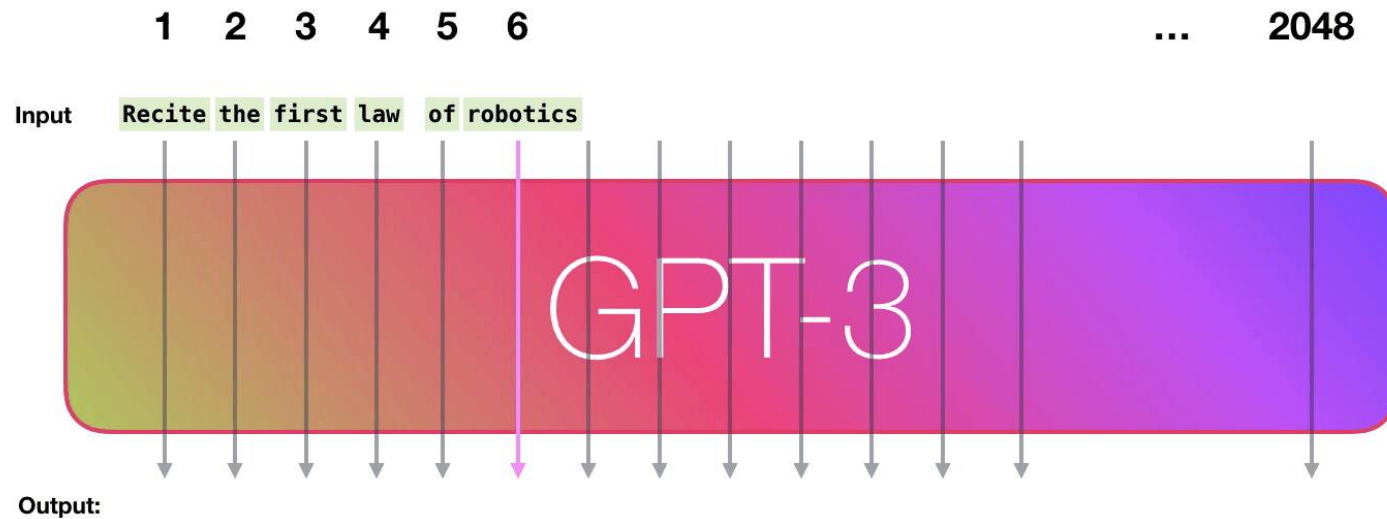 1 2 3 4 5 6 ... 2048
Input Recite the first law of robotics
GPT-3
Output: